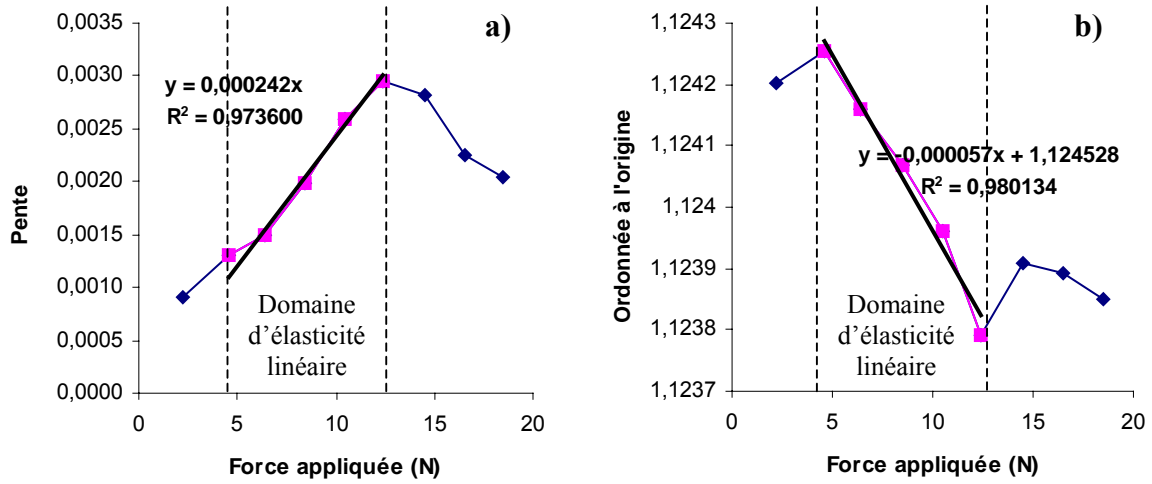 a)
0,0035
0,0030
0,0025
0,0020
0,0015
0,0010
0,0005
0,0000
Pente
y = 0,000242x
R² = 0,973600
Domaine
d’élasticité
linéaire
0
5
10
15
20
Force appliquée (N)
b)
1,1243
1,1242
1,1241
1,124
1,1239
1,1238
1,1237
Ordonnée à l'origine
y = -0,000057x + 1,124528
R² = 0,980134
Domaine
d’élasticité
linéaire
0
5
10
15
20
Force appliquée (N)